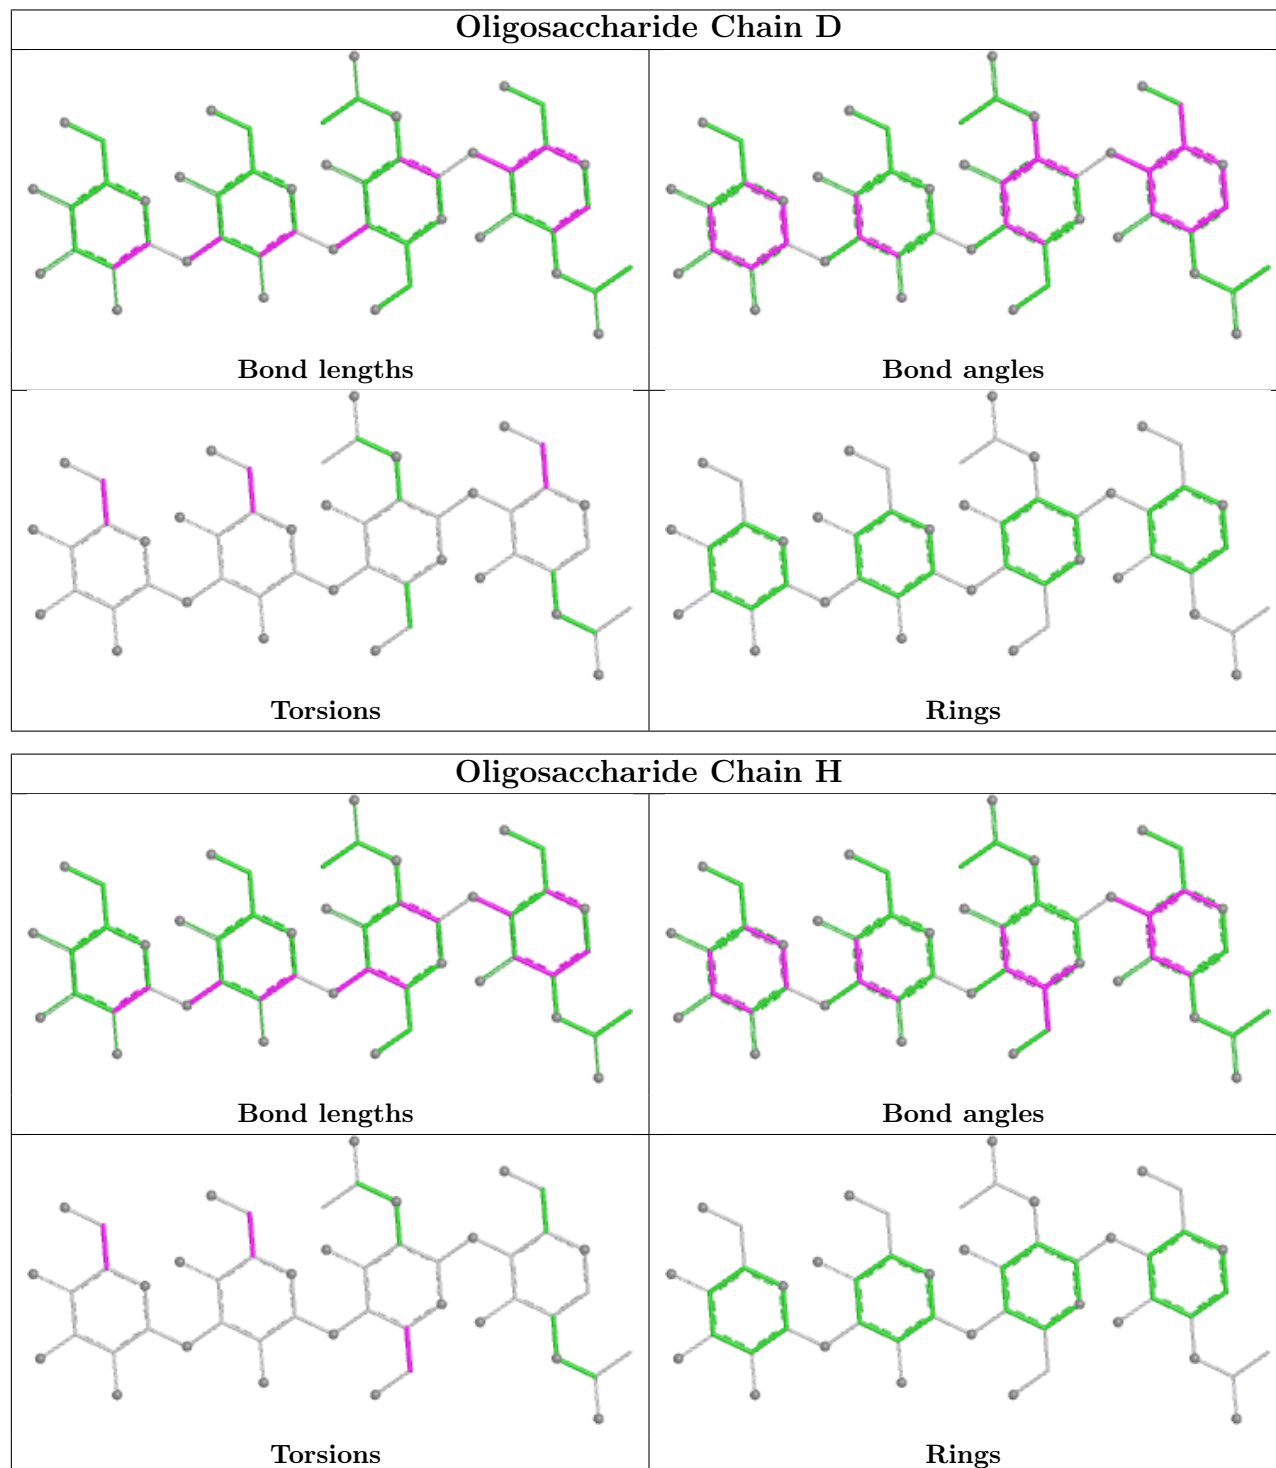 Oligosaccharide Chain D
Bond lengths
Bond angles
Torsions
Rings
Oligosaccharide Chain H
Bond lengths
Bond angles
Torsions
Rings